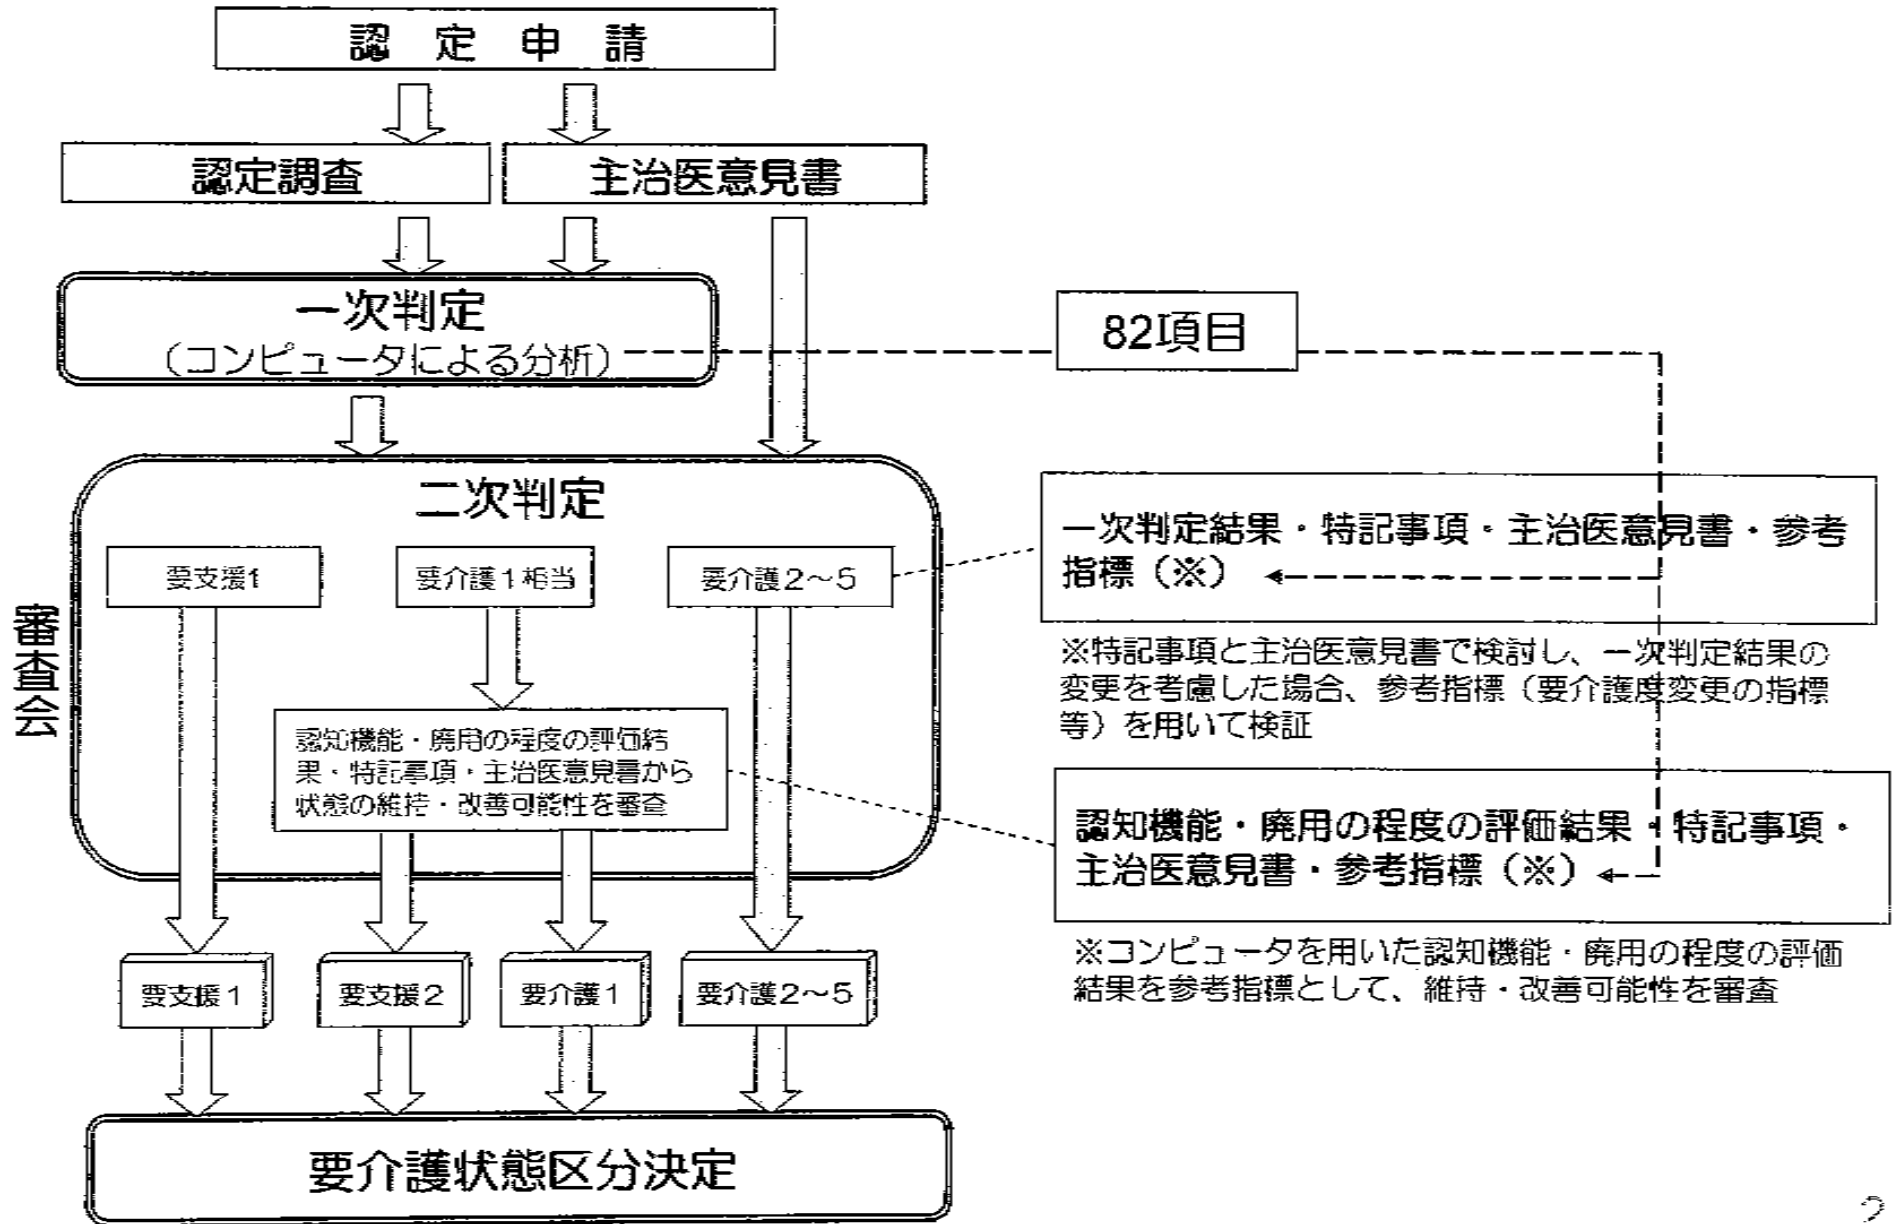 認定申請
認定調査
主治医意見書
一次判定
（コンピュータによる分析）
82項目
審査会
二次判定
要支援1
要介護1相当
要介護2～5
認知機能・廃用の程度の評価結
果・特記事項・主治医意見書から
状態の維持・改善可能性を審査
一次判定結果・特記事項・主治医意見書・参考
指標（※）
※特記事項と主治医意見書で検討し、一次判定結果の
変更を考慮した場合、参考指標（要介護度変更の指標
等）を用いて検証
認知機能・廃用の程度の評価結果・特記事項・
主治医意見書・参考指標（※）
※コンピュータを用いた認知機能・廃用の程度の評価
結果を参考指標として、維持・改善可能性を審査
要支援1
要支援2
要介護1
要介護2～5
要介護状態区分決定
2